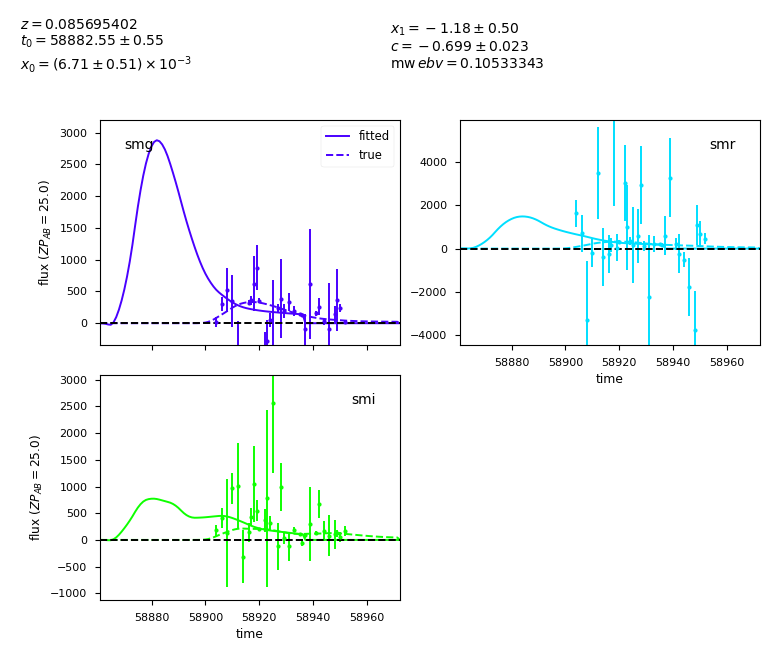 z = 0.085695402
t₀ = 58882.55 ± 0.55
x₀ = (6.71 ± 0.51) × 10⁻³
x₁ = −1.18 ± 0.50
c = −0.699 ± 0.023
mw ebv = 0.10533343
smg
fitted
true
3000
2500
2000
1500
1000
500
0
flux (ZP_AB = 25.0)
smr
4000
2000
0
−2000
−4000
58880 58900 58920 58940 58960
time
smi
3000
2500
2000
1500
1000
500
0
−500
−1000
flux (ZP_AB = 25.0)
58880 58900 58920 58940 58960
time